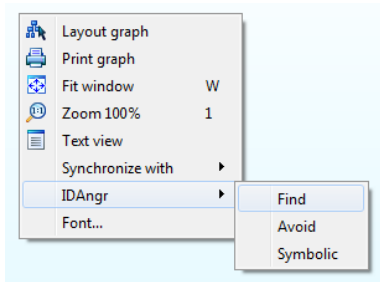 Layout graph
Print graph
Fit window W
Zoom 100% 1
Text view
Synchronize with
IDAngr
Font...
Find
Avoid
Symbolic